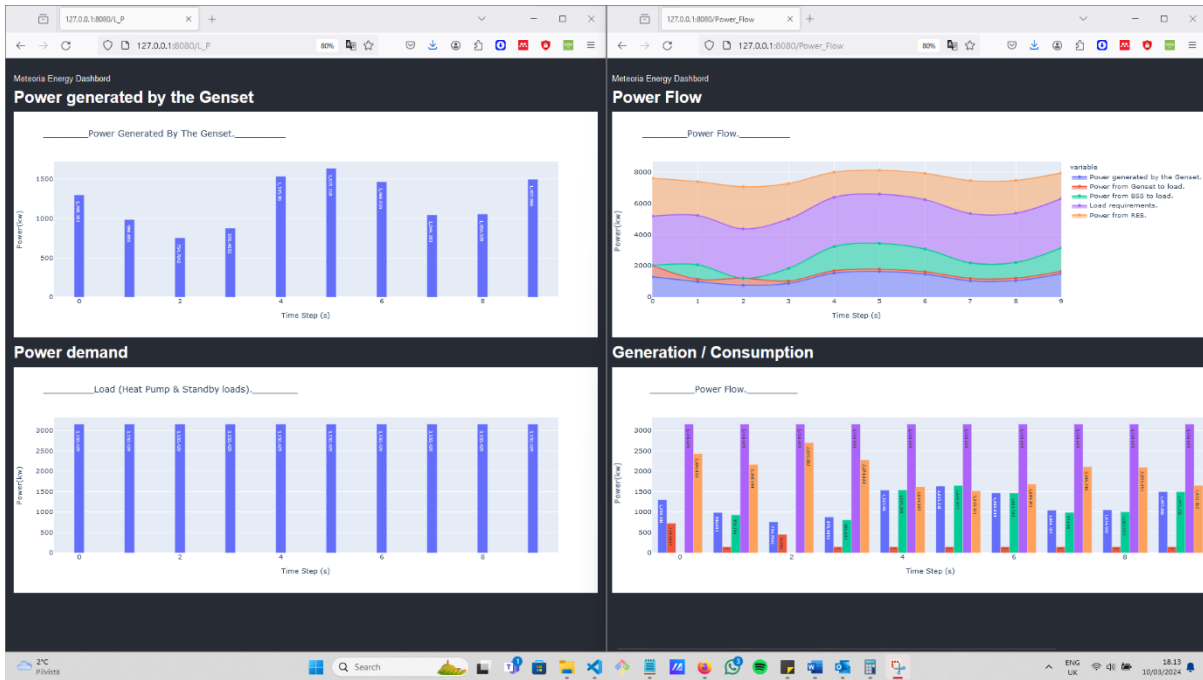 127.0.0.1:8080/L_P
127.0.0.1:8080/L_P
80%
Meteoria Energy Dashbord
Power generated by the Genset
_________Power Generated By The Genset.__________
Power(kw)
1500
1000
500
0
0
2
4
6
8
Time Step (s)
Power demand
__________Load (Heat Pump & Standby loads)._________
Power(kw)
3000
2500
2000
1500
1000
500
0
0
2
4
6
8
Time Step (s)
127.0.0.1:8080/Power_Flow
127.0.0.1:8080/Power_Flow
80%
Meteoria Energy Dashbord
Power Flow
_________Power Flow.__________
Power(kw)
8000
6000
4000
2000
0
0
1
2
3
4
5
6
7
8
9
Time Step (s)
variable
Power generated by the Genset.
Power from Genset to load.
Power from BSS to load.
Load requirements.
Power from RES.
Generation / Consumption
_________Power Flow.__________
Power(kw)
3000
2500
2000
1500
1000
500
0
0
2
4
6
8
Time Step (s)
2°C
Pilvistä
Search
ENG
UK
18.13
10/03/2024